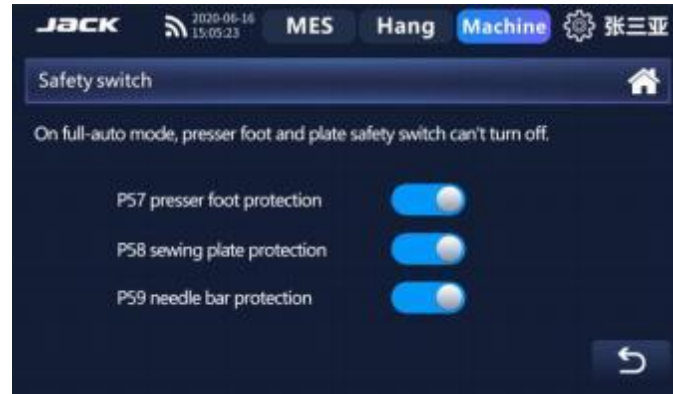 JACK 2020-06-16 15:05:23 MES Hang Machine 张三亚
Safety switch
On full-auto mode, presser foot and plate safety switch can't turn off.
P57 presser foot protection
P58 sewing plate protection
P59 needle bar protection